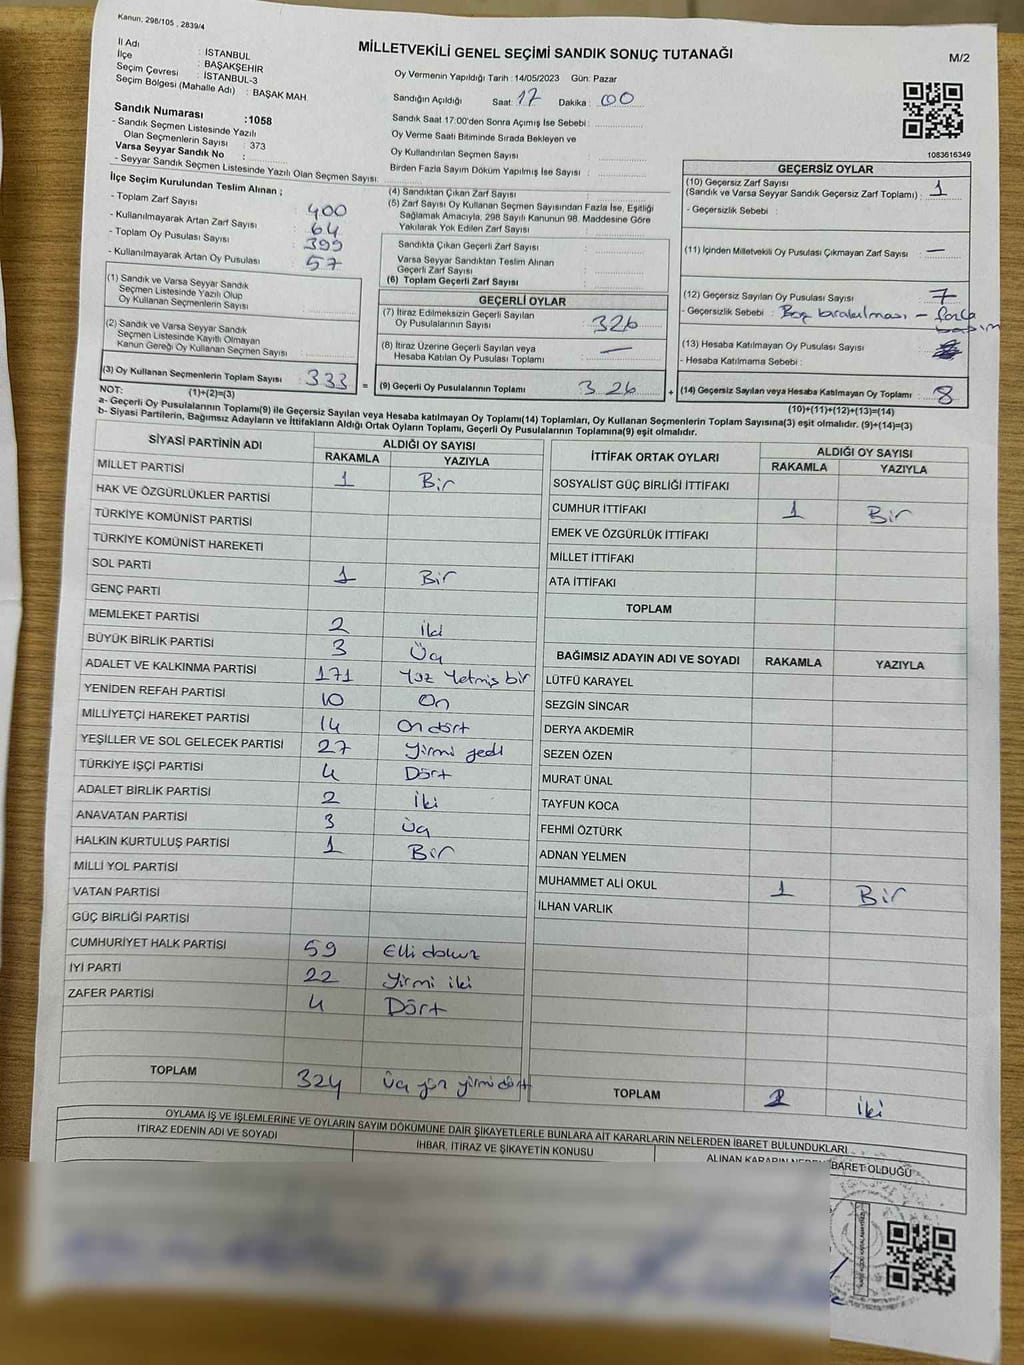 Kanun; 298/105 , 2839/4
MİLLETVEKİLİ GENEL SEÇİMİ SANDIK SONUÇ TUTANAĞI
M/2
İl Adı : İSTANBUL
İlçe : BAŞAKŞEHİR
Seçim Çevresi : İSTANBUL-3
Seçim Bölgesi (Mahalle Adı) : BAŞAK MAH
Oy Vermenin Yapıldığı Tarih : 14/05/2023 Gün: Pazar
Sandığın Açıldığı Saat: 17 Dakika : 00
Sandık Saat 17:00'den Sonra Açımış İse Sebebi :
Oy Verme Saati Bitiminde Sırada Bekleyen ve
Oy Kullandırılan Seçmen Sayısı :
Birden Fazla Sayım Döküm Yapılmış İse Sayısı :
1083616349
Sandık Numarası :1058
- Sandık Seçmen Listesinde Yazılı
Olan Seçmenlerin Sayısı : 373
Varsa Seyyar Sandık No :
- Seyyar Sandık Seçmen Listesinde Yazılı Olan Seçmen Sayısı:
İlçe Seçim Kurulundan Teslim Alınan ;
- Toplam Zarf Sayısı : 400
- Kullanılmayarak Artan Zarf Sayısı : 64
- Toplam Oy Pusulası Sayısı : 399
- Kullanılmayarak Artan Oy Pusulası : 57
(1) Sandık ve Varsa Seyyar Sandık
Seçmen Listesinde Yazılı Olup
Oy Kullanan Seçmenlerin Sayısı :
(2) Sandık ve Varsa Seyyar Sandık
Seçmen Listesinde Kayıtlı Olmayan
Kanun Gereği Oy Kullanan Seçmen Sayısı :
(3) Oy Kullanan Seçmenlerin Toplam Sayısı : 333 =
(1)+(2)=(3)
(4) Sandıktan Çıkan Zarf Sayısı :
(5) Zarf Sayısı Oy Kullanan Seçmen Sayısından Fazla İse, Eşitliği
Sağlamak Amacıyla, 298 Sayılı Kanunun 98. Maddesine Göre
Yakılarak Yok Edilen Zarf Sayısı :
Sandıkta Çıkan Geçerli Zarf Sayısı :
Varsa Seyyar Sandıktan Teslim Alınan
Geçerli Zarf Sayısı :
(6) Toplam Geçerli Zarf Sayısı :
GEÇERLİ OYLAR
(7) İtiraz Edilmeksizin Geçerli Sayılan
Oy Pusulalarının Sayısı : 326
(8) İtiraz Üzerine Geçerli Sayılan veya
Hesaba Katılan Oy Pusulası Toplamı : —
(9) Geçerli Oy Pusulalarının Toplamı : 326 +
GEÇERSİZ OYLAR
(10) Geçersiz Zarf Sayısı
(Sandık ve Varsa Seyyar Sandık Geçersiz Zarf Toplamı) : 1
- Geçersizlik Sebebi :
(11) İçinden Milletvekili Oy Pusulası Çıkmayan Zarf Sayısı : —
(12) Geçersiz Sayılan Oy Pusulası Sayısı : 7
- Geçersizlik Sebebi : Boş bırakılması – fazla
basım
(13) Hesaba Katılmayan Oy Pusulası Sayısı :
- Hesaba Katılmama Sebebi :
(14) Geçersiz Sayılan veya Hesaba Katılmayan Oy Toplamı : 8
(10)+(11)+(12)+(13)=(14)
NOT:
a- Geçerli Oy Pusulalarının Toplamı(9) ile Geçersiz Sayılan veya Hesaba katılmayan Oy Toplamı(14) Toplamları, Oy Kullanan Seçmenlerin Toplam Sayısına(3) eşit olmalıdır. (9)+(14)=(3)
b- Siyasi Partilerin, Bağımsız Adayların ve İttifakların Aldığı Ortak Oyların Toplamı, Geçerli Oy Pusulalarının Toplamına(9) eşit olmalıdır.
SİYASİ PARTİNİN ADI ALDIĞI OY SAYISI
RAKAMLA YAZIYLA
MİLLET PARTİSİ 1 Bir
HAK VE ÖZGÜRLÜKLER PARTİSİ
TÜRKİYE KOMÜNİST PARTİSİ
TÜRKİYE KOMÜNİST HAREKETİ
SOL PARTİ 1 Bir
GENÇ PARTİ
MEMLEKET PARTİSİ 2 iki
BÜYÜK BİRLİK PARTİSİ 3 Üç
ADALET VE KALKINMA PARTİSİ 171 Yüz Yetmiş bir
YENİDEN REFAH PARTİSİ 10 On
MİLLİYETÇİ HAREKET PARTİSİ 14 On dört
YEŞİLLER VE SOL GELECEK PARTİSİ 27 Yirmi yedi
TÜRKİYE İŞÇİ PARTİSİ 4 Dört
ADALET BİRLİK PARTİSİ 2 iki
ANAVATAN PARTİSİ 3 üç
HALKIN KURTULUŞ PARTİSİ 1 Bir
MİLLİ YOL PARTİSİ
VATAN PARTİSİ
GÜÇ BİRLİĞİ PARTİSİ
CUMHURİYET HALK PARTİSİ 59 Elli dokuz
İYİ PARTİ 22 Yirmi iki
ZAFER PARTİSİ 4 Dört
TOPLAM 324 Üç yüz yirmi dört
İTTİFAK ORTAK OYLARI ALDIĞI OY SAYISI
RAKAMLA YAZIYLA
SOSYALİST GÜÇ BİRLİĞİ İTTİFAKI
CUMHUR İTTİFAKI 1 Bir
EMEK VE ÖZGÜRLÜK İTTİFAKI
MİLLET İTTİFAKI
ATA İTTİFAKI
TOPLAM
BAĞIMSIZ ADAYIN ADI VE SOYADI RAKAMLA YAZIYLA
LÜTFÜ KARAYEL
SEZGİN SİNCAR
DERYA AKDEMİR
SEZEN ÖZEN
MURAT ÜNAL
TAYFUN KOCA
FEHMİ ÖZTÜRK
ADNAN YELMEN
MUHAMMET ALİ OKUL 1 Bir
İLHAN VARLIK
TOPLAM 2 iki
OYLAMA İŞ VE İŞLEMLERİNE VE OYLARIN SAYIM DÖKÜMÜNE DAİR ŞİKAYETLERLE BUNLARA AİT KARARLARIN NELERDEN İBARET BULUNDUKLARI
İTİRAZ EDENİN ADI VE SOYADI
İHBAR, İTİRAZ VE ŞİKAYETİN KONUSU
ALINAN KARARIN NEDEN İBARET OLDUĞU